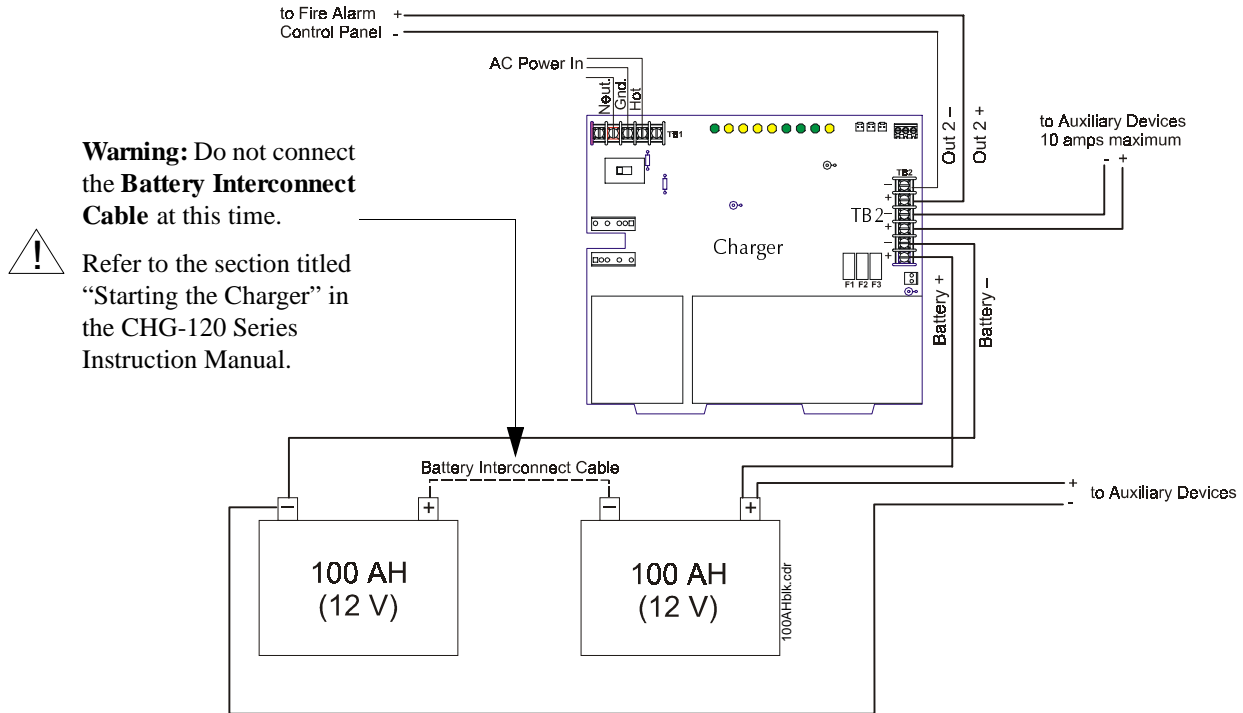 to Fire Alarm +
Control Panel -
AC Power In
Neut.
Gnd.
Hot
TB1
Out 2 –
Out 2 +
to Auxiliary Devices
10 amps maximum
- +
Warning: Do not connect
the Battery Interconnect
Cable at this time.
!
Refer to the section titled
“Starting the Charger” in
the CHG-120 Series
Instruction Manual.
TB2
–
+
TB2 –
+
–
+
Charger
F1 F2 F3
Battery +
Battery –
Battery Interconnect Cable
– + – +
+
- to Auxiliary Devices
100 AH
(12 V)
100 AH
(12 V)
100AHblk.cdr